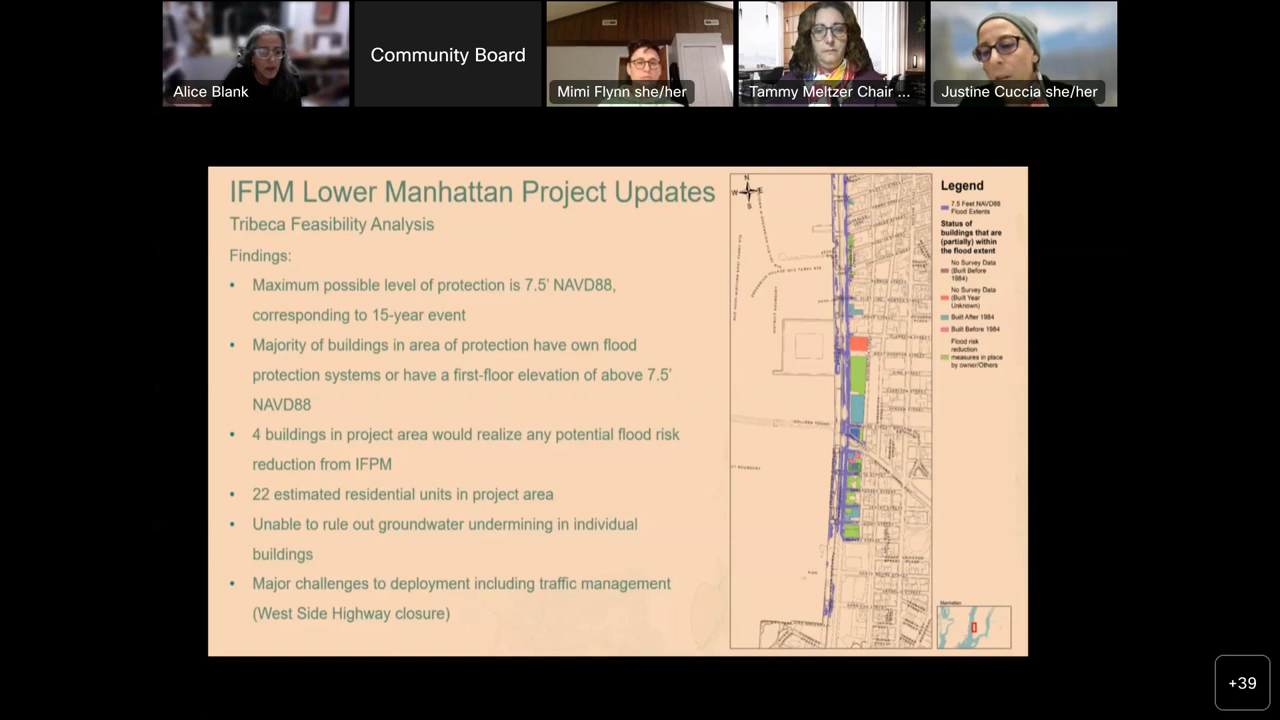 Alice Blank
Community Board
Mimi Flynn she/her
Tammy Meltzer Chair ...
Justine Cuccia she/her
IFPM Lower Manhattan Project Updates
Tribeca Feasibility Analysis
Findings:
• Maximum possible level of protection is 7.5' NAVD88,
corresponding to 15-year event
• Majority of buildings in area of protection have own flood
protection systems or have a first-floor elevation of above 7.5'
NAVD88
• 4 buildings in project area would realize any potential flood risk
reduction from IFPM
• 22 estimated residential units in project area
• Unable to rule out groundwater undermining in individual
buildings
• Major challenges to deployment including traffic management
(West Side Highway closure)
N
W E
S
Legend
7.5 Feet NAVD88
Flood Extents
Status of
buildings that are
(partially) within
the flood extent
No Survey Data
(Built Before
1984)
No Survey Data
(Built Year
Unknown)
Built After 1984
Built Before 1984
Flood risk
reduction
measures in place
by owner/Others
Manhattan
+39